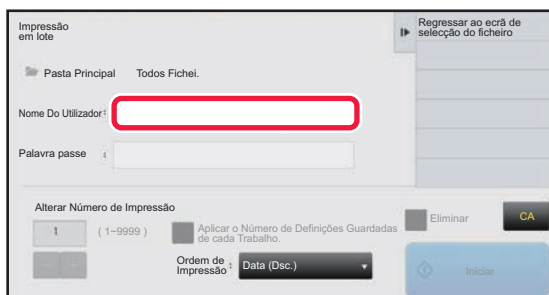 Impressão
em lote
Regressar ao ecrã de
selecção do ficheiro
Pasta Principal Todos Fichei.
Nome Do Utilizador:
Palavra passe :
Alterar Número de Impressão
1 ( 1~9999 )
Aplicar o Número de Definições Guardadas
de cada Trabalho.
Eliminar
CA
Ordem de
Impressão : Data (Dsc.)
Iniciar